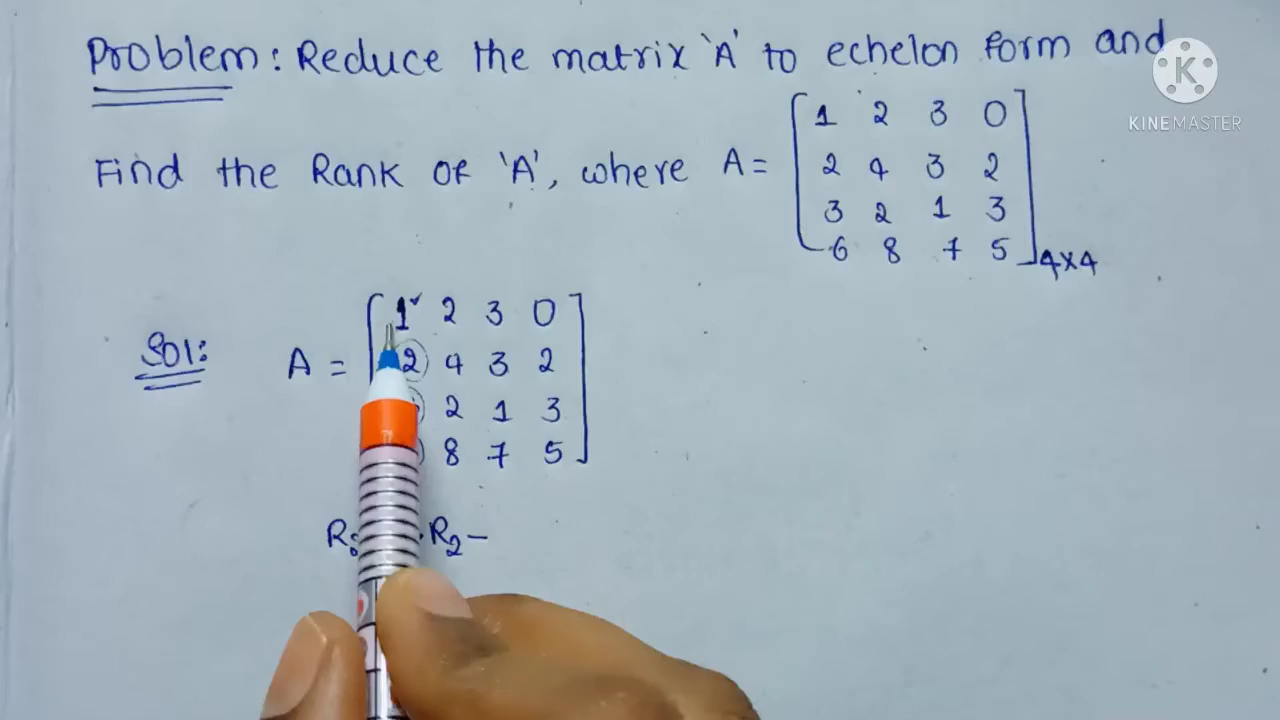 Problem: Reduce the matrix 'A' to echelon form and
K
KINEMASTER
Find the Rank of 'A', where A =
1 2 3 0
2 4 3 2
3 2 1 3
6 8 7 5
4×4
Sol: A =
1 2 3 0
2 4 3 2
2 1 3
8 7 5
R2 -